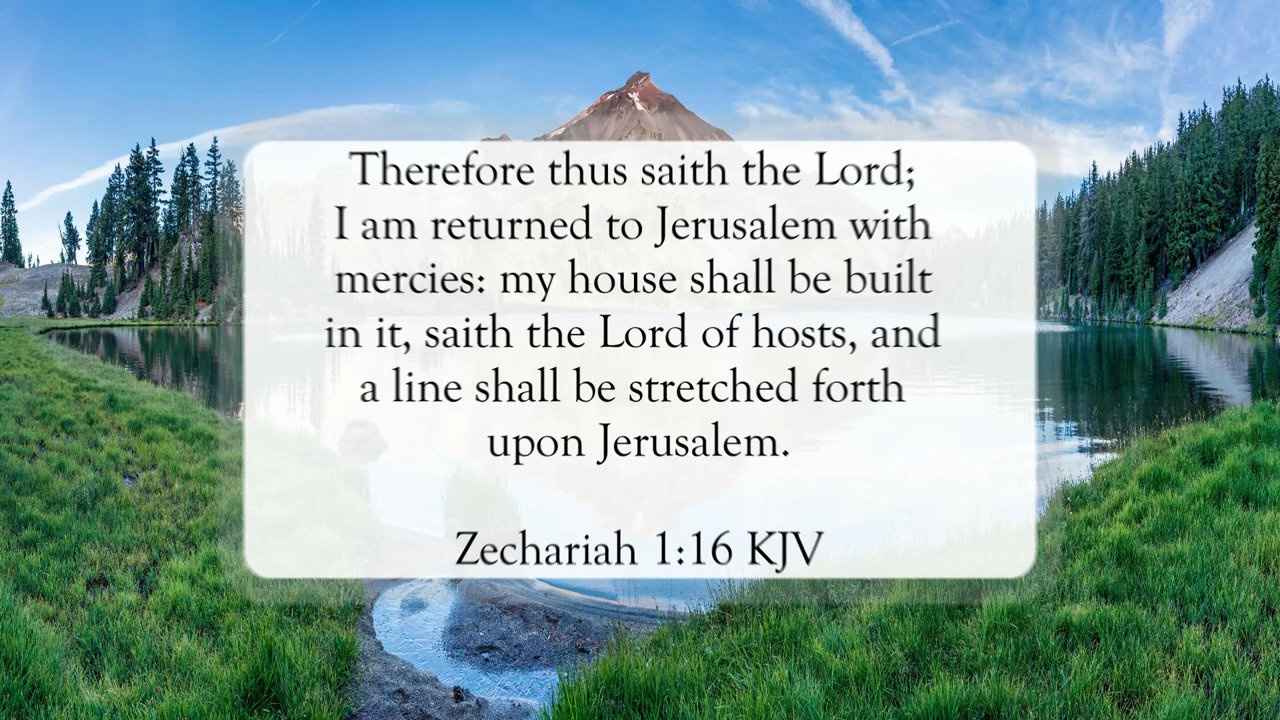 Therefore thus saith the Lord;
I am returned to Jerusalem with
mercies: my house shall be built
in it, saith the Lord of hosts, and
a line shall be stretched forth
upon Jerusalem.
Zechariah 1:16 KJV